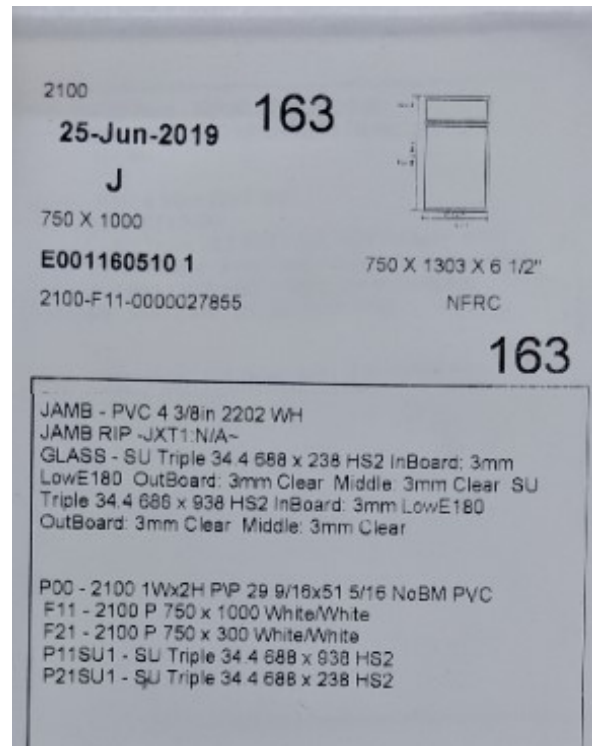 2100
163
25-Jun-2019
J
750 X 1000
E001160510 1
750 X 1303 X 6 1/2"
2100-F11-0000027855
NFRC
163
JAMB - PVC 4 3/8in 2202 WH
JAMB RIP -JXT1:N/A~
GLASS - SU Triple 34.4 688 x 238 HS2 InBoard: 3mm
LowE180 OutBoard: 3mm Clear Middle: 3mm Clear SU
Triple 34.4 688 x 938 HS2 InBoard: 3mm LowE180
OutBoard: 3mm Clear Middle: 3mm Clear
P00 - 2100 1Wx2H P\P 29 9/16x51 5/16 NoBM PVC
F11 - 2100 P 750 x 1000 White/White
F21 - 2100 P 750 x 300 White/White
P11SU1 - SU Triple 34.4 688 x 938 HS2
P21SU1 - SU Triple 34.4 688 x 238 HS2